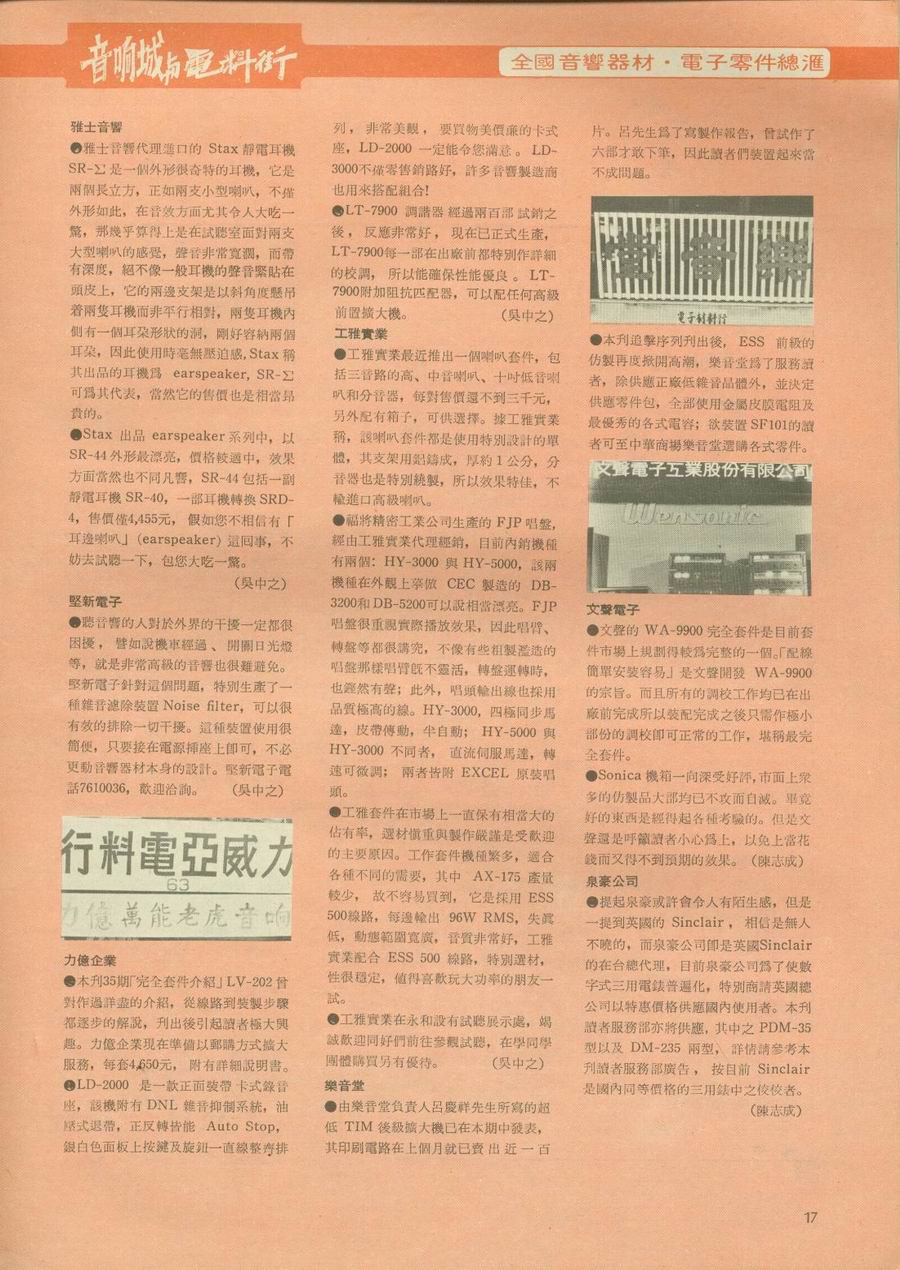 音响城與電料街
全國音響器材・電子零件總滙
雅士音響
●雅士音響代理進口的 Stax 靜電耳機
SR-Σ 是一個外形很奇特的耳機，它是
兩個長立方，正如兩支小型喇叭，不僅
外形如此，在音效方面尤其令人大吃一
驚，那幾乎算得上是在試聽室面對兩支
大型喇叭的感覺，聲音非常寬濶，而帶
有深度，絕不像一般耳機的聲音緊貼在
頭皮上，它的兩邊支架是以斜角度懸吊
着兩隻耳機而非平行相對，兩隻耳機內
側有一個耳朶形狀的洞，剛好容納兩個
耳朶，因此使用時毫無壓迫感，Stax 稱
其出品的耳機爲 earspeaker, SR-Σ
可爲其代表，當然它的售價也是相當昻
貴的。
●Stax 出品 earspeaker 系列中，以
SR-44 外形最漂亮，價格較適中，效果
方面當然也不同凡響，SR-44 包括一副
靜電耳機 SR-40，一部耳機轉換 SRD-
4，售價僅4,455元，假如您不相信有「
耳邊喇叭」(earspeaker) 這囘事，不
妨去試聽一下，包您大吃一驚。
（吳中之）
堅新電子
●聽音響的人對於外界的干擾一定都很
困擾，譬如說機車經過、開關日光燈
等，就是非常高級的音響也很難避免。
堅新電子針對這個問題，特別生產了一
種雜音濾除裝置 Noise filter，可以很
有效的排除一切干擾。這種裝置使用很
簡便，只要接在電源揷座上卽可，不必
更動音響器材本身的設計。堅新電子電
話7610036，歡迎洽詢。（吳中之）
行料電亞威力
63
力億萬能老虎音响
力億企業
●本刋35期「完全套件介紹」LV-202 曾
對作過詳盡的介紹，從線路到裝製步驟
都逐步的解說，刋出後引起讀者極大興
趣。力億企業現在準備以郵購方式擴大
服務，每套4,650元，附有詳細說明書。
●LD-2000 是一款正面裝帶卡式錄音
座，該機附有 DNL 雜音抑制系統，油
壓式退帶，正反轉皆能 Auto Stop，
銀白色面板上按鍵及旋鈕一直線整齊排
列，非常美觀，要買物美價廉的卡式
座，LD-2000 一定能令您滿意。LD-
3000不僅零售銷路好，許多音響製造商
也用來搭配組合!
●LT-7900 調諧器經過兩百部試銷之
後，反應非常好，現在已正式生產，
LT-7900每一部在出廠前都特別作詳細
的校調，所以能確保性能優良。LT-
7900附加阻抗匹配器，可以配任何高級
前置擴大機。（吳中之）
工雅實業
●工雅實業最近推出一個喇叭套件，包
括三音路的高、中音喇叭、十吋低音喇
叭和分音器，每對售價還不到三千元，
另外配有箱子，可供選擇。據工雅實業
稱，該喇叭套件都是使用特別設計的單
體，其支架用鋁鑄成，厚約 1 公分，分
音器也是特別繞製，所以效果特佳，不
輸進口高級喇叭。
●福將精密工業公司生產的 FJP 唱盤，
經由工雅實業代理經銷，目前內銷機種
有兩個：HY-3000 與 HY-5000，該兩
機種在外觀上摹倣 CEC 製造的 DB-
3200和 DB-5200可以說相當漂亮。FJP
唱盤很重視實際播放效果，因此唱臂、
轉盤等都很講究，不像有些粗製濫造的
唱盤那樣唱臂旣不靈活，轉盤運轉時，
也鏗然有聲；此外，唱頭輸出線也採用
品質極高的線。HY-3000，四極同步馬
達，皮帶傳動，半自動；HY-5000 與
HY-3000 不同者，直流伺服馬達，轉
速可微調；兩者皆附 EXCEL 原裝唱
頭。
●工雅套件在市場上一直保有相當大的
佔有率，選材愼重與製作嚴謹是受歡迎
的主要原因。工作套件機種繁多，適合
各種不同的需要，其中 AX-175 產量
較少，故不容易買到，它是採用 ESS
500線路，每邊輸出 96W RMS，失眞
低，動態範圍寬廣，音質非常好，工雅
實業配合 ESS 500 線路，特別選材，
性很穩定，値得喜歡玩大功率的朋友一
試。
●工雅實業在永和設有試聽展示處，竭
誠歡迎同好們前往參觀試聽，在學同學
團體購買另有優待。（吳中之）
樂音堂
●由樂音堂負責人呂慶祥先生所寫的超
低 TIM 後級擴大機已在本期中發表，
其印刷電路在上個月就已賣出近一百
片。呂先生爲了寫製作報告，曾試作了
六部才敢下筆，因此讀者們裝置起來當
不成問題。
堂音樂
電子材料行
●本刋追擊序列刋出後，ESS 前級的
仿製再度掀開高潮，樂音堂爲了服務讀
者，除供應正廠低雜音晶體外，並決定
供應零件包，全部使用金屬皮膜電阻及
最優秀的各式電容；欲裝置 SF101的讀
者可至中華商場樂音堂選購各式零件。
文聲電子工業股份有限公司
Wensonic
文聲電子
●文聲的 WA-9900 完全套件是目前套
件市場上規劃得較爲完整的一個。「配線
簡單安裝容易」是文聲開發 WA-9900
的宗旨。而且所有的調校工作均已在出
廠前完成所以裝配完成之後只需作極小
部份的調校卽可正常的工作，堪稱最完
全套件。
●Sonica 機箱一向深受好評，市面上衆
多的仿製品大部均已不攻而自滅。畢竟
好的東西是經得起各種考驗的。但是文
聲還是呼籲讀者小心爲上，以免上當花
錢而又得不到預期的效果。（陳志成）
泉豪公司
●提起泉豪或許會令人有陌生感，但是
一提到英國的 Sinclair，相信是無人
不曉的，而泉豪公司卽是英國Sinclair
的在台總代理，目前泉豪公司爲了使數
字式三用電錶普遍化，特別商請英國總
公司以特惠價格供應國內使用者。本刋
讀者服務部亦將供應，其中之 PDM-35
型以及 DM-235 兩型，詳情請參考本
刋讀者服務部廣告，按目前 Sinclair
是國內同等價格的三用錶中之佼佼者。
（陳志成）
17